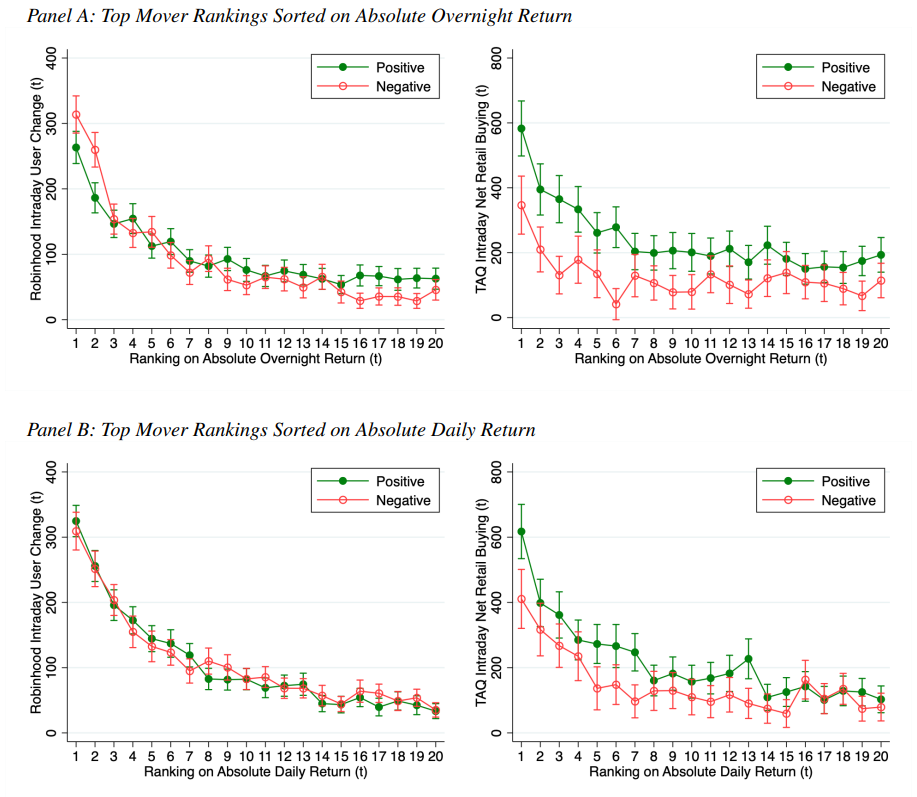 Panel A: Top Mover Rankings Sorted on Absolute Overnight Return
Robinhood Intraday User Change (t)
400
300
200
100
0
Positive
Negative
1 2 3 4 5 6 7 8 9 10 11 12 13 14 15 16 17 18 19 20
Ranking on Absolute Overnight Return (t)
TAQ Intraday Net Retail Buying (t)
800
600
400
200
0
Positive
Negative
1 2 3 4 5 6 7 8 9 10 11 12 13 14 15 16 17 18 19 20
Ranking on Absolute Overnight Return (t)
Panel B: Top Mover Rankings Sorted on Absolute Daily Return
Robinhood Intraday User Change (t)
400
300
200
100
0
Positive
Negative
1 2 3 4 5 6 7 8 9 10 11 12 13 14 15 16 17 18 19 20
Ranking on Absolute Daily Return (t)
TAQ Intraday Net Retail Buying (t)
800
600
400
200
0
Positive
Negative
1 2 3 4 5 6 7 8 9 10 11 12 13 14 15 16 17 18 19 20
Ranking on Absolute Daily Return (t)